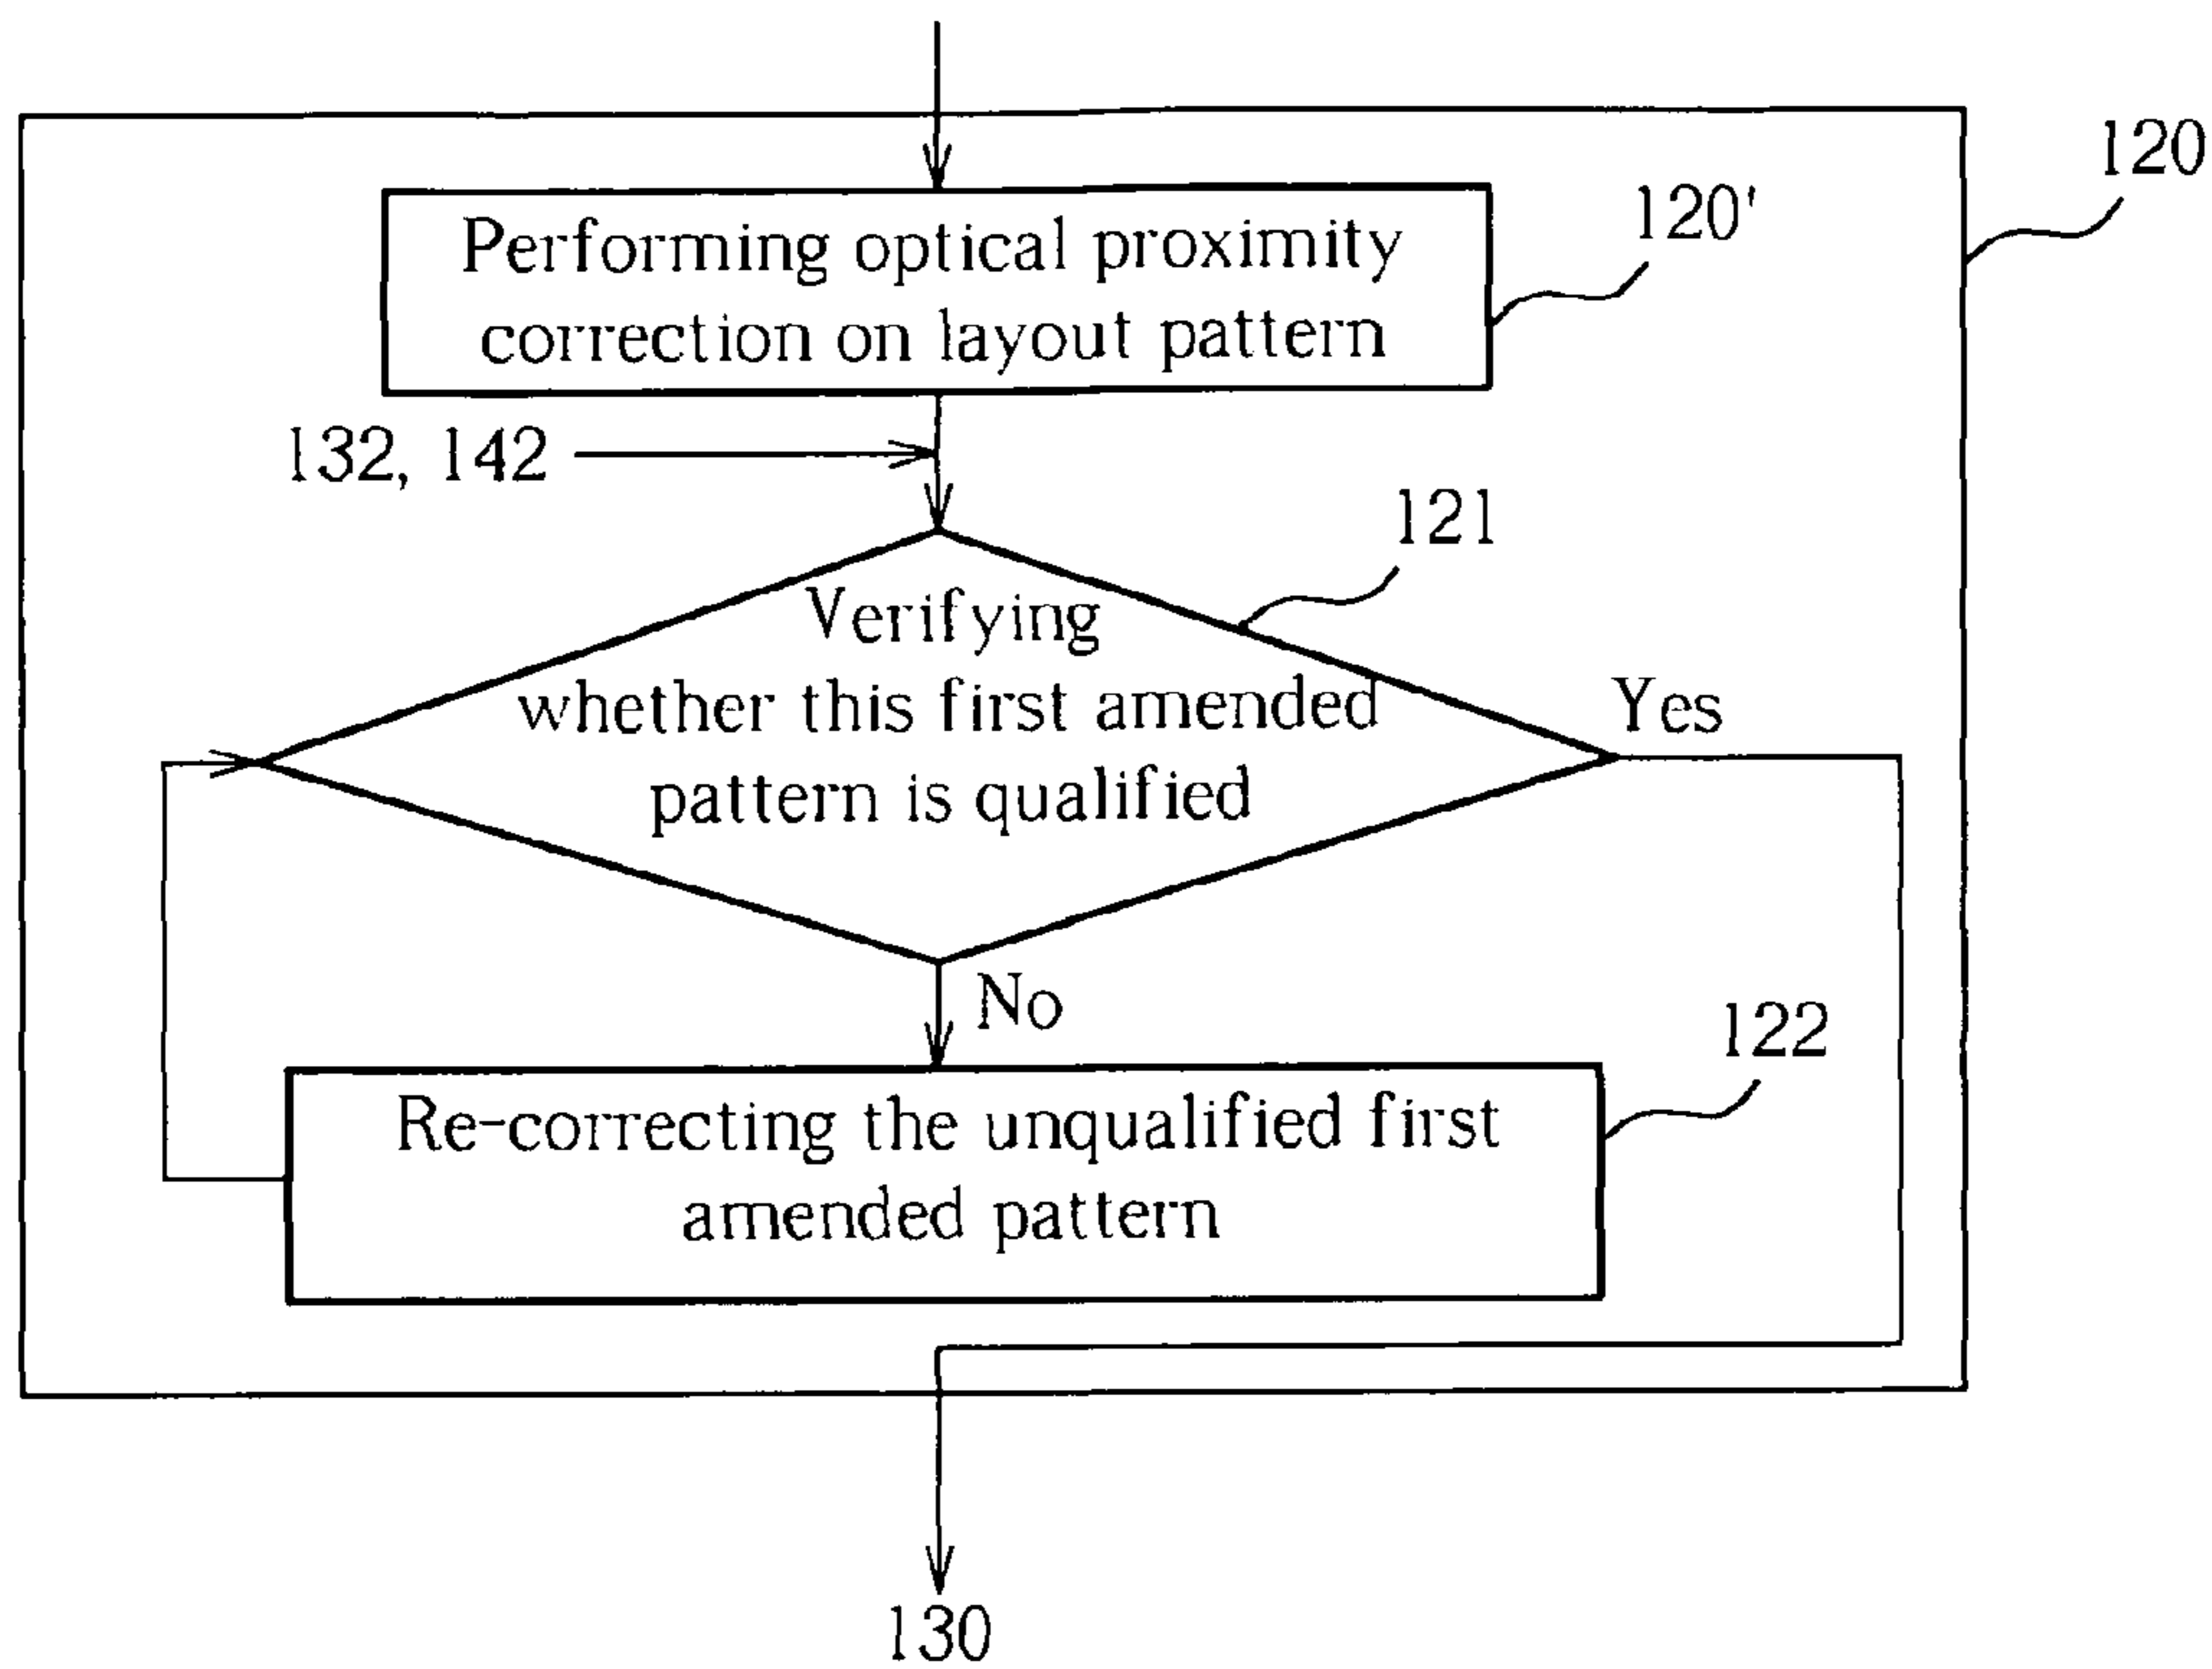 120
120'
Performing optical proximity
correction on layout pattern
132, 142
121
Verifying
whether this first amended
pattern is qualified
Yes
No
122
Re-correcting the unqualified first
amended pattern
130